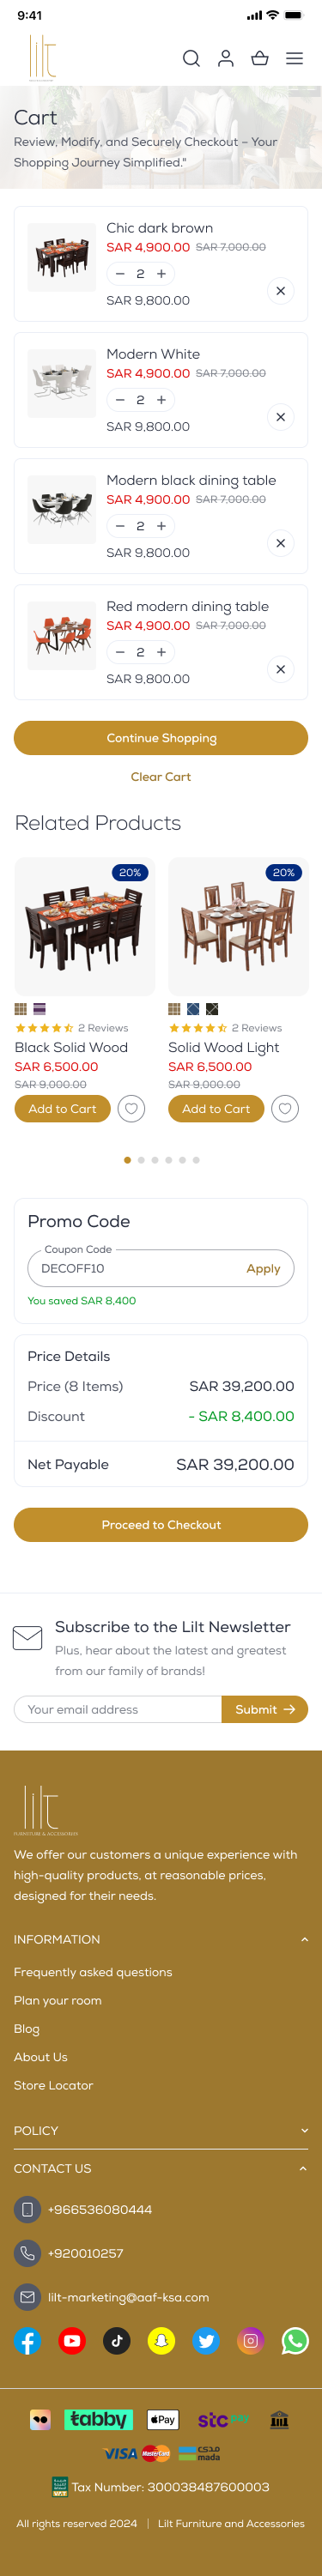 9:41
lilt
Cart
Review, Modify, and Securely Checkout – Your
Shopping Journey Simplified."
Chic dark brown
SAR 4,900.00 SAR 7,000.00
2
SAR 9,800.00
Modern White
SAR 4,900.00 SAR 7,000.00
2
SAR 9,800.00
Modern black dining table
SAR 4,900.00 SAR 7,000.00
2
SAR 9,800.00
Red modern dining table
SAR 4,900.00 SAR 7,000.00
2
SAR 9,800.00
Continue Shopping
Clear Cart
Related Products
20%
2 Reviews
Black Solid Wood
SAR 6,500.00
SAR 9,000.00
Add to Cart
20%
2 Reviews
Solid Wood Light
SAR 6,500.00
SAR 9,000.00
Add to Cart
Promo Code
Coupon Code
DECOFF10 Apply
You saved SAR 8,400
Price Details
Price (8 Items) SAR 39,200.00
Discount - SAR 8,400.00
Net Payable SAR 39,200.00
Proceed to Checkout
Subscribe to the Lilt Newsletter
Plus, hear about the latest and greatest
from our family of brands!
Your email address Submit
lilt
FURNITURE & ACCESSORIES
We offer our customers a unique experience with
high-quality products, at reasonable prices,
designed for their needs.
INFORMATION
Frequently asked questions
Plan your room
Blog
About Us
Store Locator
POLICY
CONTACT US
+966536080444
+920010257
lilt-marketing@aaf-ksa.com
tabby Pay stc pay
VISA MasterCard مدى mada
VAT Tax Number: 300038487600003
All rights reserved 2024 | Lilt Furniture and Accessories